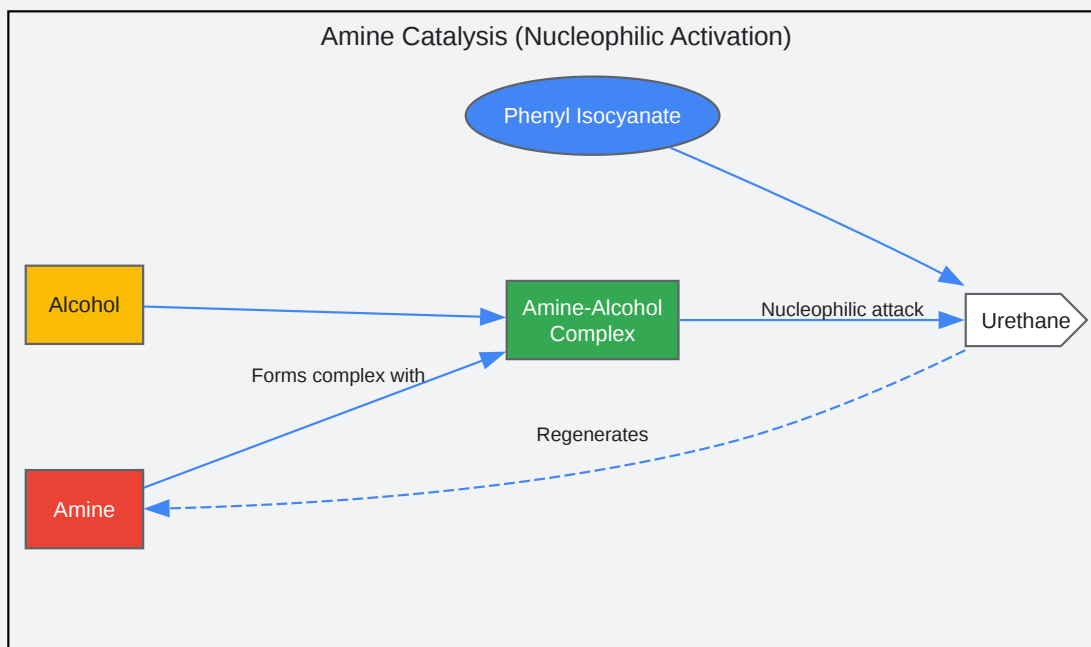 Amine Catalysis (Nucleophilic Activation)
Phenyl Isocyanate
Alcohol
Amine-Alcohol
Complex
Nucleophilic attack
Urethane
Forms complex with
Regenerates
Amine